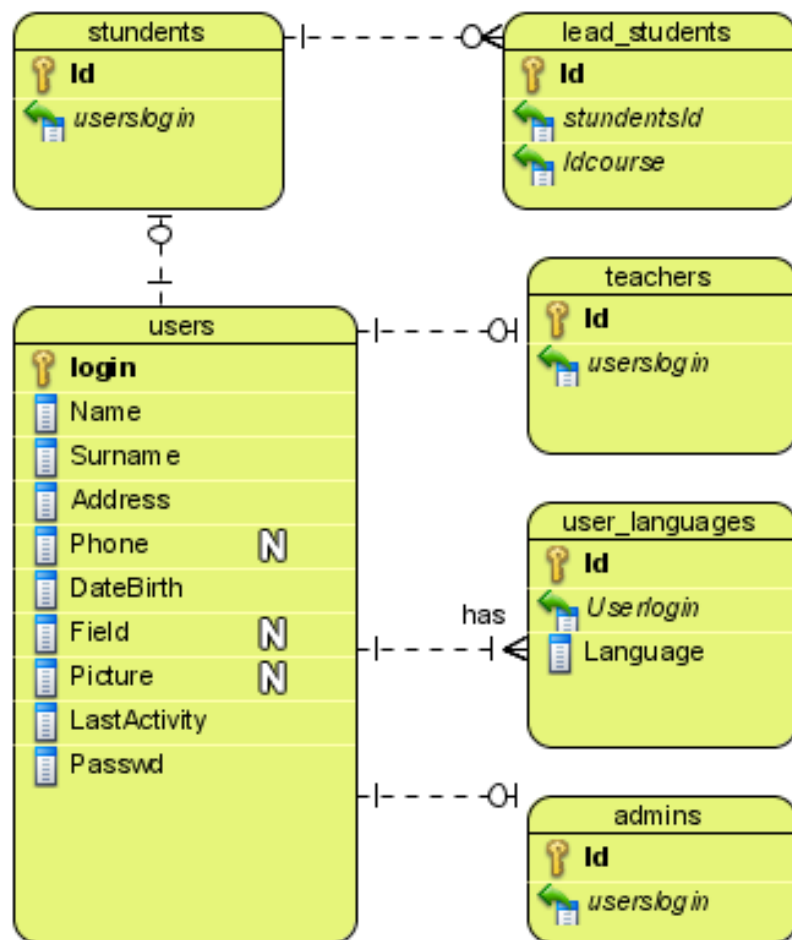 stundents
Id
userslogin
lead_students
Id
stundentsId
Idcourse
users
login
Name
Surname
Address
Phone N
DateBirth
Field N
Picture N
LastActivity
Passwd
teachers
Id
userslogin
has
user_languages
Id
Userlogin
Language
admins
Id
userslogin